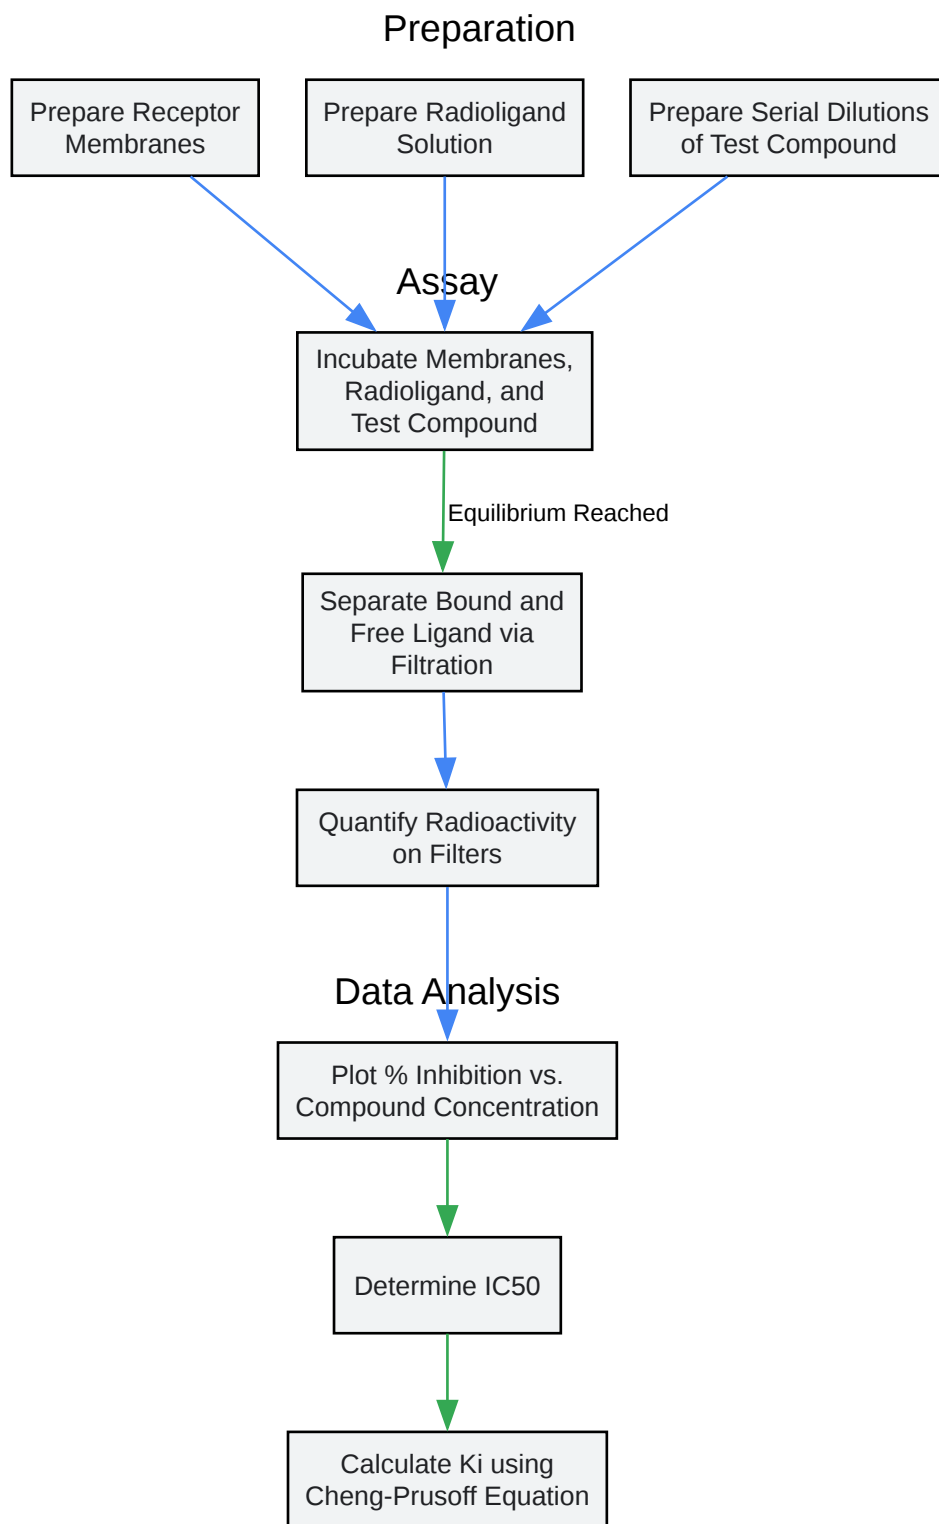 Preparation
Prepare Receptor
Membranes
Prepare Radioligand
Solution
Prepare Serial Dilutions
of Test Compound
Assay
Incubate Membranes,
Radioligand, and
Test Compound
Equilibrium Reached
Separate Bound and
Free Ligand via
Filtration
Quantify Radioactivity
on Filters
Data Analysis
Plot % Inhibition vs.
Compound Concentration
Determine IC50
Calculate Ki using
Cheng-Prusoff Equation